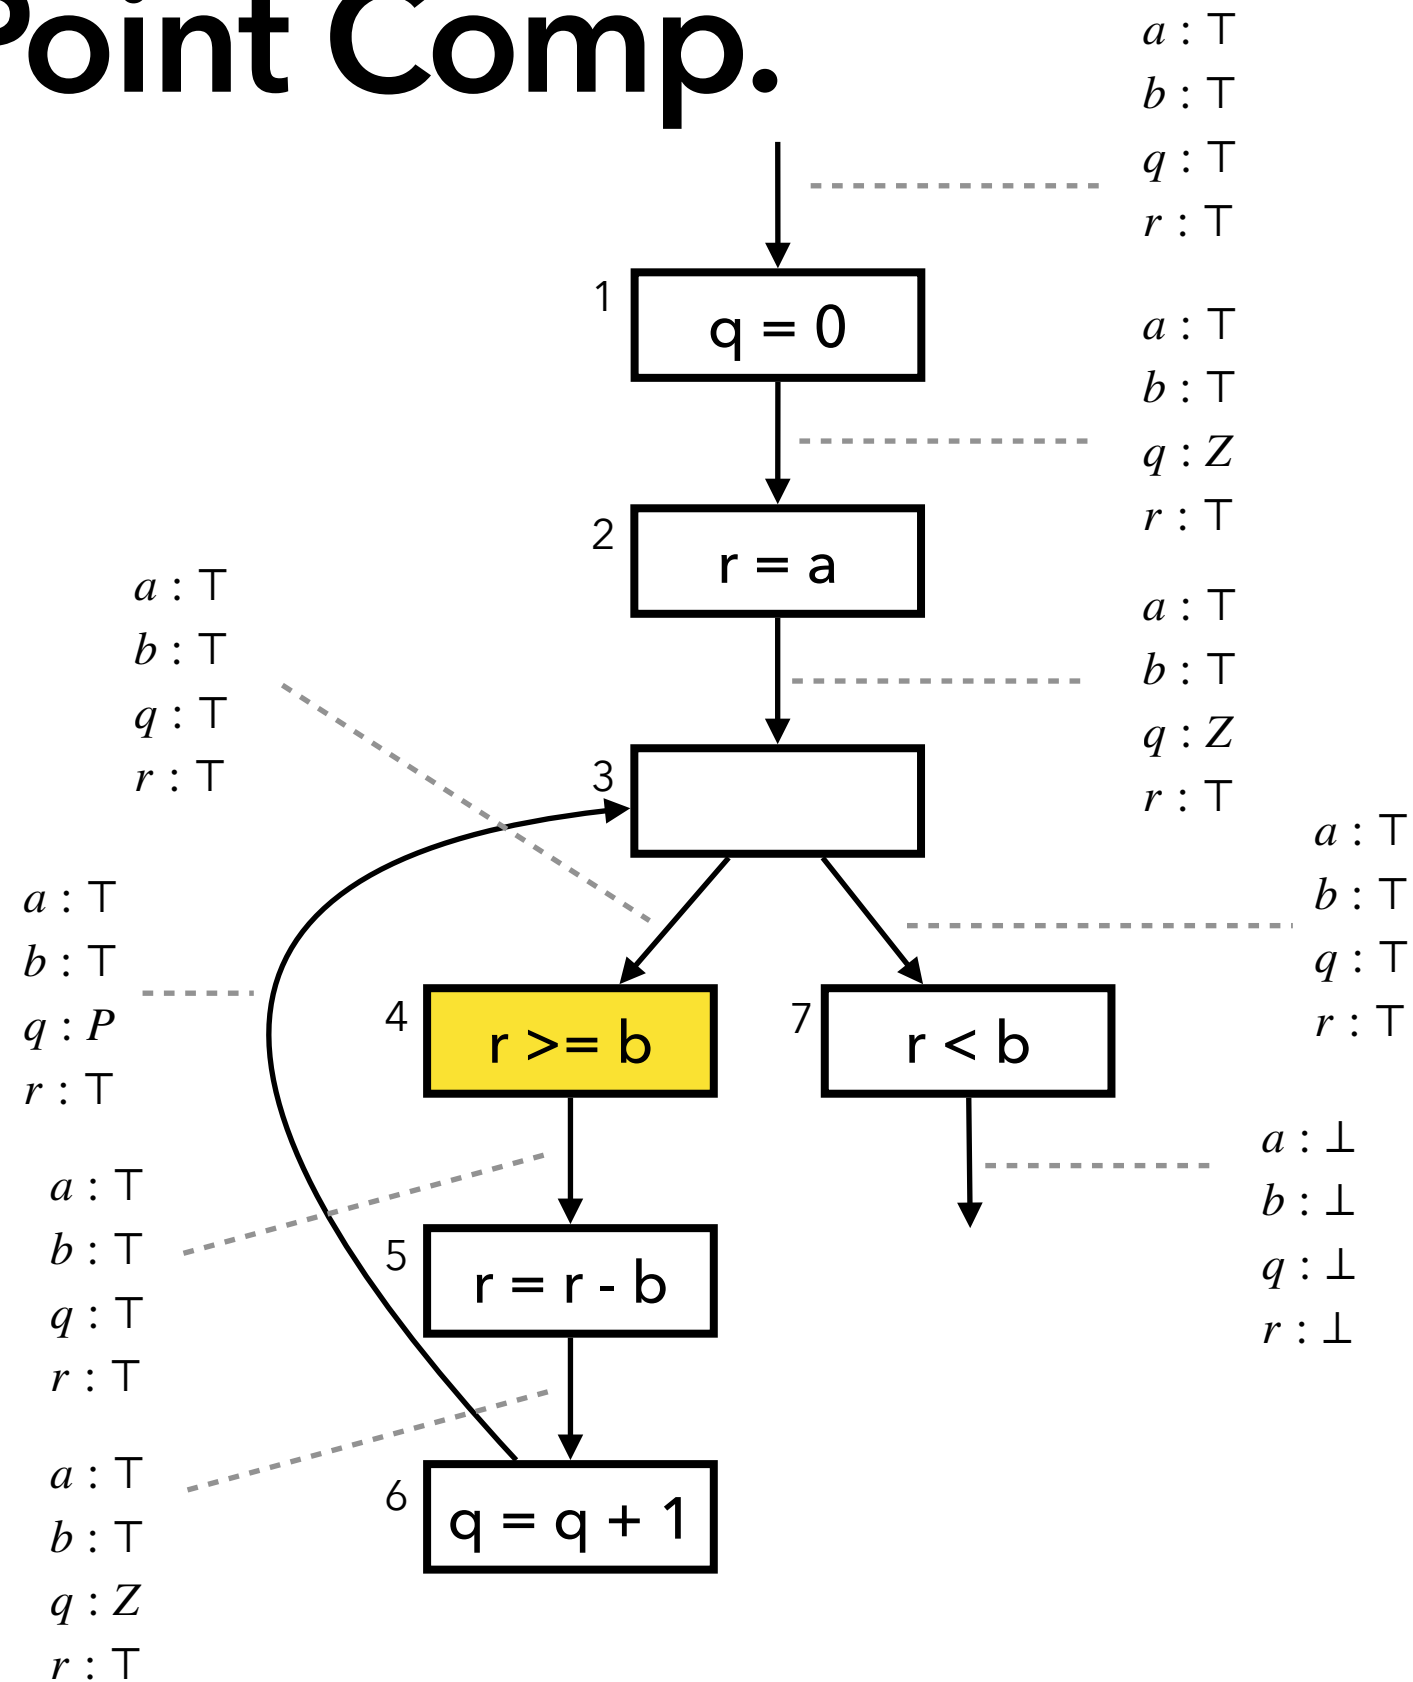 Point Comp.
a : ⊤
b : ⊤
q : ⊤
r : ⊤
1
q = 0
a : ⊤
b : ⊤
q : Z
r : ⊤
2
r = a
a : ⊤
b : ⊤
q : ⊤
r : ⊤
a : ⊤
b : ⊤
q : Z
r : ⊤
3
a : ⊤
b : ⊤
q : ⊤
r : ⊤
a : ⊤
b : ⊤
q : P
r : ⊤
4
r >= b
7
r < b
a : ⊥
b : ⊥
q : ⊥
r : ⊥
a : ⊤
b : ⊤
q : ⊤
r : ⊤
5
r = r - b
a : ⊤
b : ⊤
q : Z
r : ⊤
6
q = q + 1